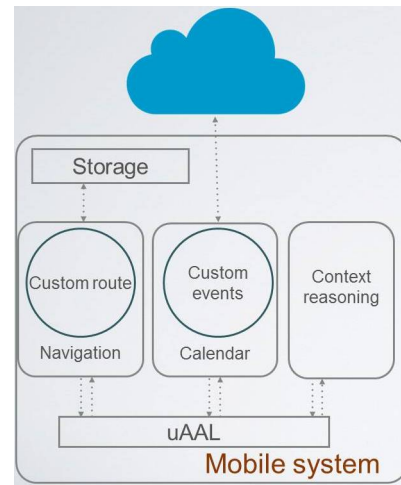 Storage
Custom route
Navigation
Custom
events
Calendar
Context
reasoning
uAAL
Mobile system